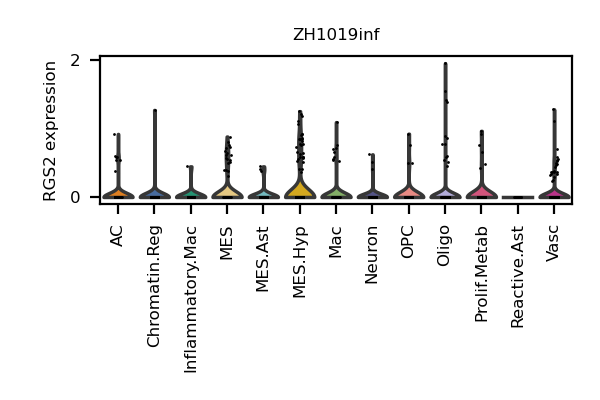 ZH1019inf
RGS2 expression
2
0
AC
Chromatin.Reg
Inflammatory.Mac
MES
MES.Ast
MES.Hyp
Mac
Neuron
OPC
Oligo
Prolif.Metab
Reactive.Ast
Vasc